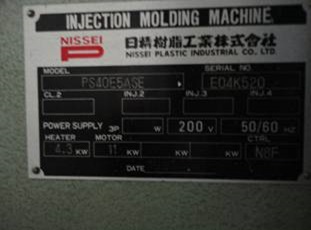 INJECTION MOLDING MACHINE
NISSEI 日精樹脂工業株式会社
P NISSEI PLASTIC INDUSTRIAL CO., LTD.
MODEL SERIAL NO.
PS40E5ASE E04K520
CL.2 INJ.2 INJ.3 INJ.4
POWER SUPPLY 3P W 200 V 50/60 HZ
HEATER MOTOR CTRL
4.3 KW 11 KW KW KW N8F
DATE